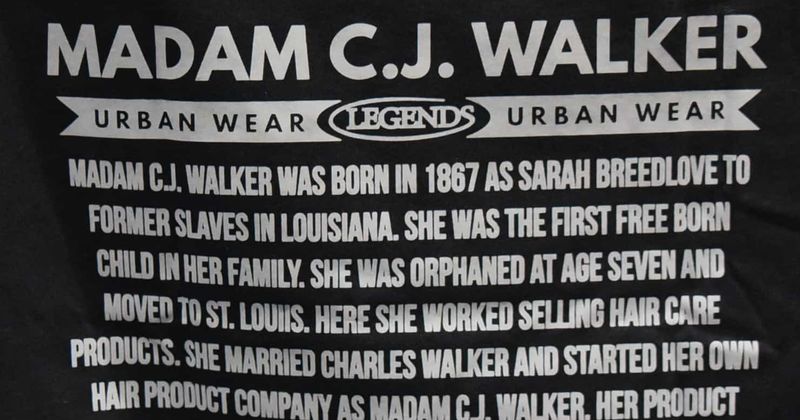 MADAM C.J. WALKER
URBAN WEAR LEGENDS URBAN WEAR
MADAM C.J. WALKER WAS BORN IN 1867 AS SARAH BREEDLOVE TO
FORMER SLAVES IN LOUISIANA. SHE WAS THE FIRST FREE BORN
CHILD IN HER FAMILY. SHE WAS ORPHANED AT AGE SEVEN AND
MOVED TO ST. LOUIS. HERE SHE WORKED SELLING HAIR CARE
PRODUCTS. SHE MARRIED CHARLES WALKER AND STARTED HER OWN
HAIR PRODUCT COMPANY AS MADAM C.J. WALKER. HER PRODUCT